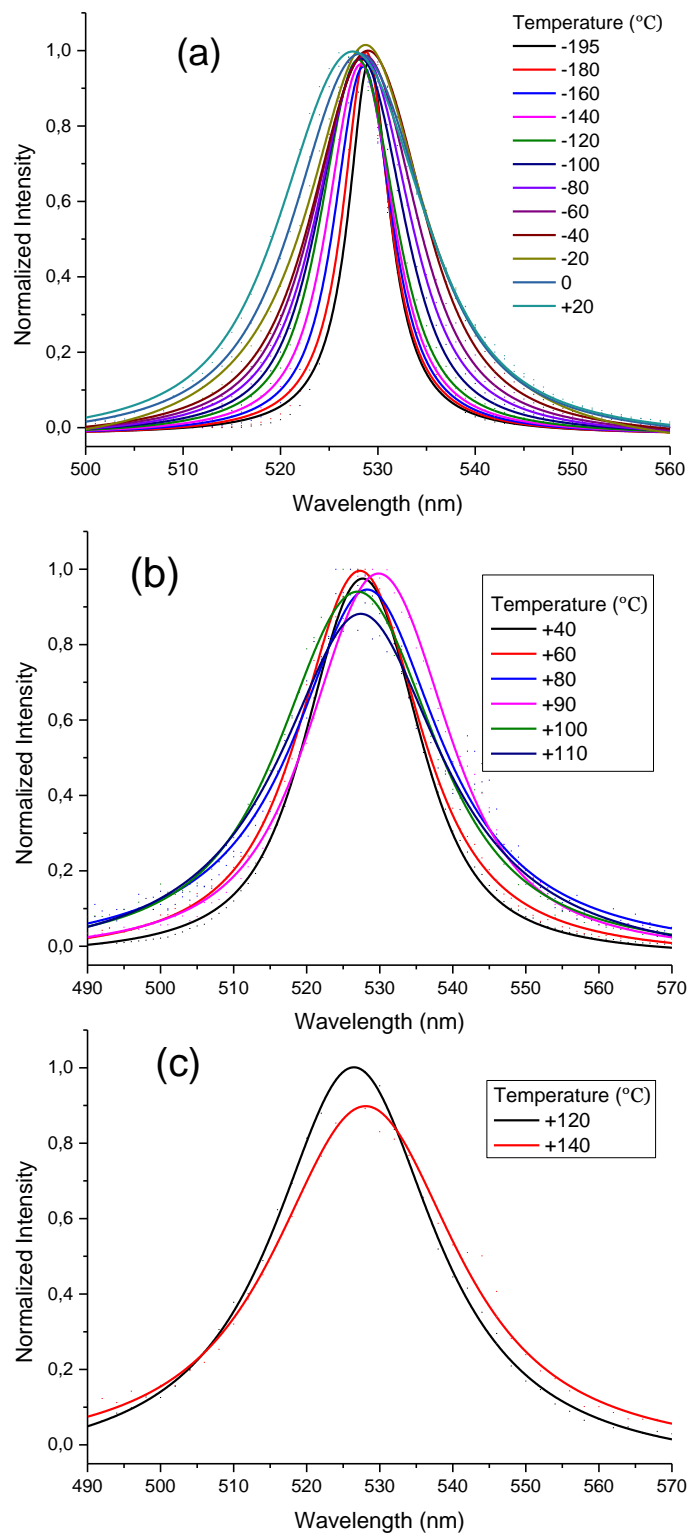 (a)
Temperature (°C)
-195
-180
-160
-140
-120
-100
-80
-60
-40
-20
0
+20
Normalized Intensity
1,0
0,8
0,6
0,4
0,2
0,0
500 510 520 530 540 550 560
Wavelength (nm)
(b)
Temperature (°C)
+40
+60
+80
+90
+100
+110
Normalized Intensity
1,0
0,8
0,6
0,4
0,2
0,0
490 500 510 520 530 540 550 560 570
Wavelength (nm)
(c)
Temperature (°C)
+120
+140
Normalized Intensity
1,0
0,8
0,6
0,4
0,2
0,0
490 500 510 520 530 540 550 560 570
Wavelength (nm)